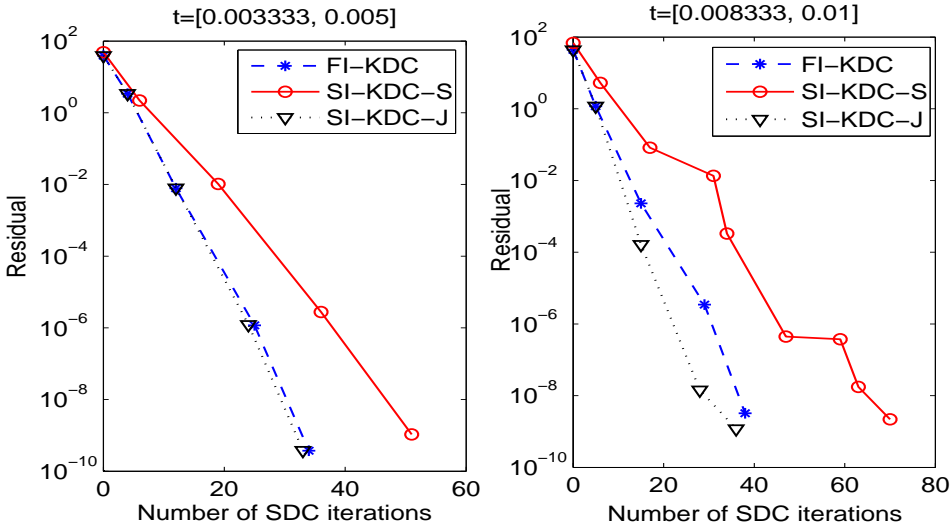 t=[0.003333, 0.005]
10^2
10^0
10^-2
10^-4
10^-6
10^-8
10^-10
Residual
FI-KDC
SI-KDC-S
SI-KDC-J
0
20
40
60
Number of SDC iterations
t=[0.008333, 0.01]
10^2
10^0
10^-2
10^-4
10^-6
10^-8
10^-10
Residual
FI-KDC
SI-KDC-S
SI-KDC-J
0
20
40
60
80
Number of SDC iterations